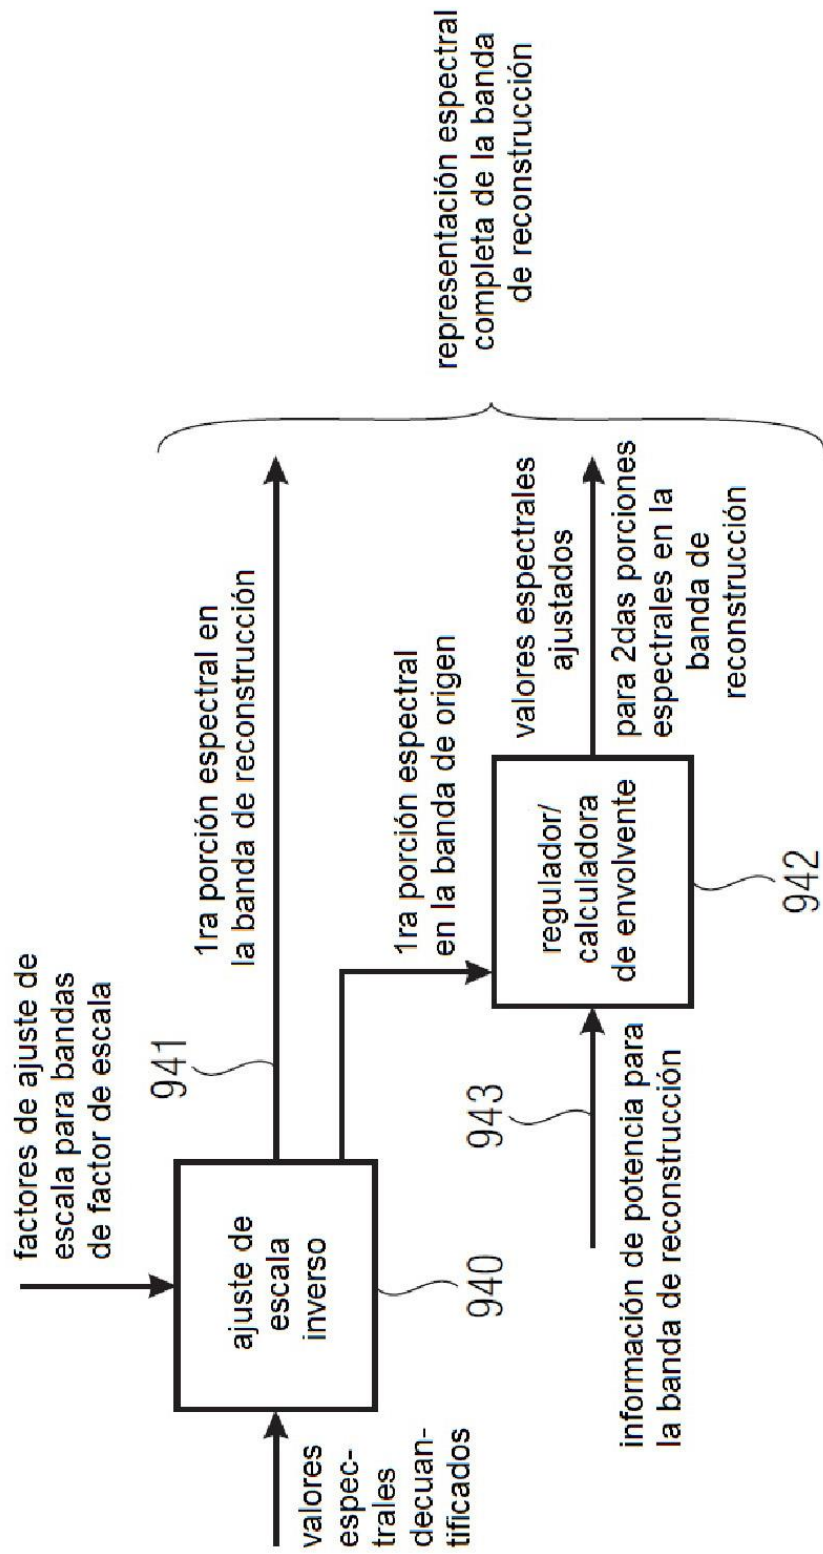 factores de ajuste de
escala para bandas
de factor de escala
valores
espec-
trales
decuan-
tificados
ajuste de
escala
inverso
940
941
1ra porción espectral en
la banda de reconstrucción
1ra porción espectral
en la banda de origen
información de potencia para
la banda de reconstrucción
943
regulador/
calculadora
de envolvente
942
valores espectrales
ajustados
para 2das porciones
espectrales en la
banda de
reconstrucción
representación espectral
completa de la banda
de reconstrucción